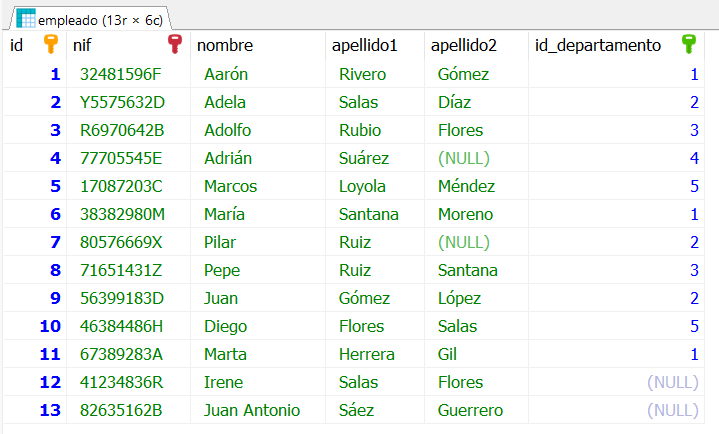 empleado (13r × 6c)
id nif nombre apellido1 apellido2 id_departamento
1 32481596F Aarón Rivero Gómez 1
2 Y5575632D Adela Salas Díaz 2
3 R6970642B Adolfo Rubio Flores 3
4 77705545E Adrián Suárez (NULL) 4
5 17087203C Marcos Loyola Méndez 5
6 38382980M María Santana Moreno 1
7 80576669X Pilar Ruiz (NULL) 2
8 71651431Z Pepe Ruiz Santana 3
9 56399183D Juan Gómez López 2
10 46384486H Diego Flores Salas 5
11 67389283A Marta Herrera Gil 1
12 41234836R Irene Salas Flores (NULL)
13 82635162B Juan Antonio Sáez Guerrero (NULL)